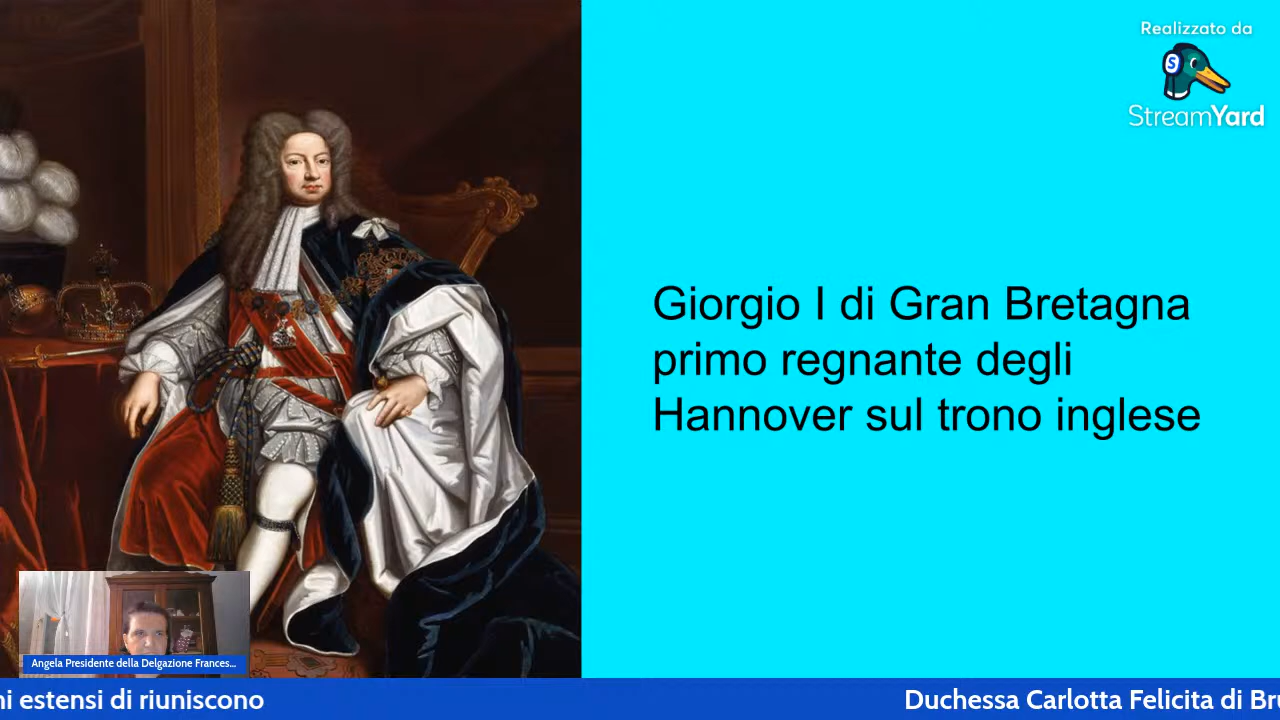 Realizzato da
StreamYard
Giorgio I di Gran Bretagna
primo regnante degli
Hannover sul trono inglese
Angela Presidente della Delgazione Frances...
ni estensi di riuniscono
Duchessa Carlotta Felicita di Bru